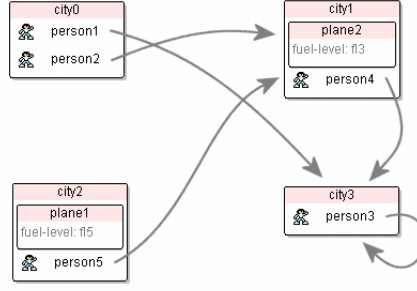 city0
person1
person2
city1
plane2
fuel-level: fl3
person4
city2
plane1
fuel-level: fl5
person5
city3
person3